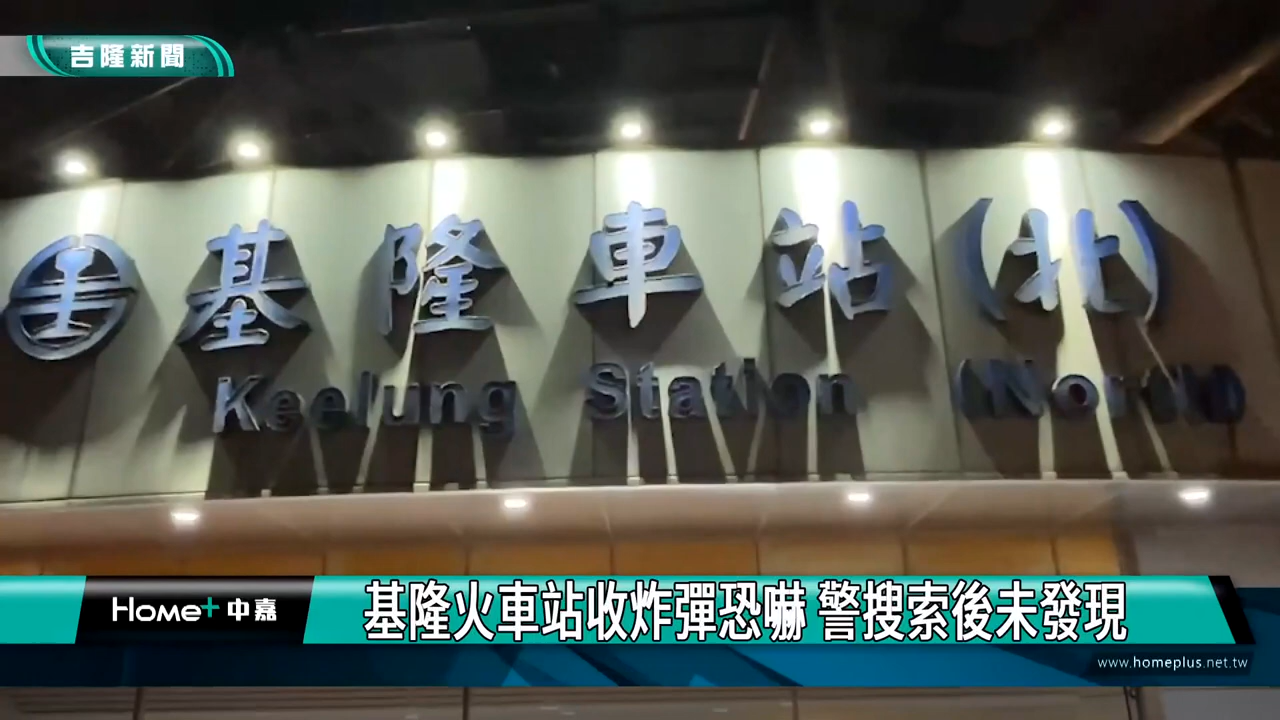 吉隆新聞
基隆車站(北)
Keelung Station (North)
Home+ 中嘉
基隆火車站收炸彈恐嚇 警搜索後未發現
www.homeplus.net.tw